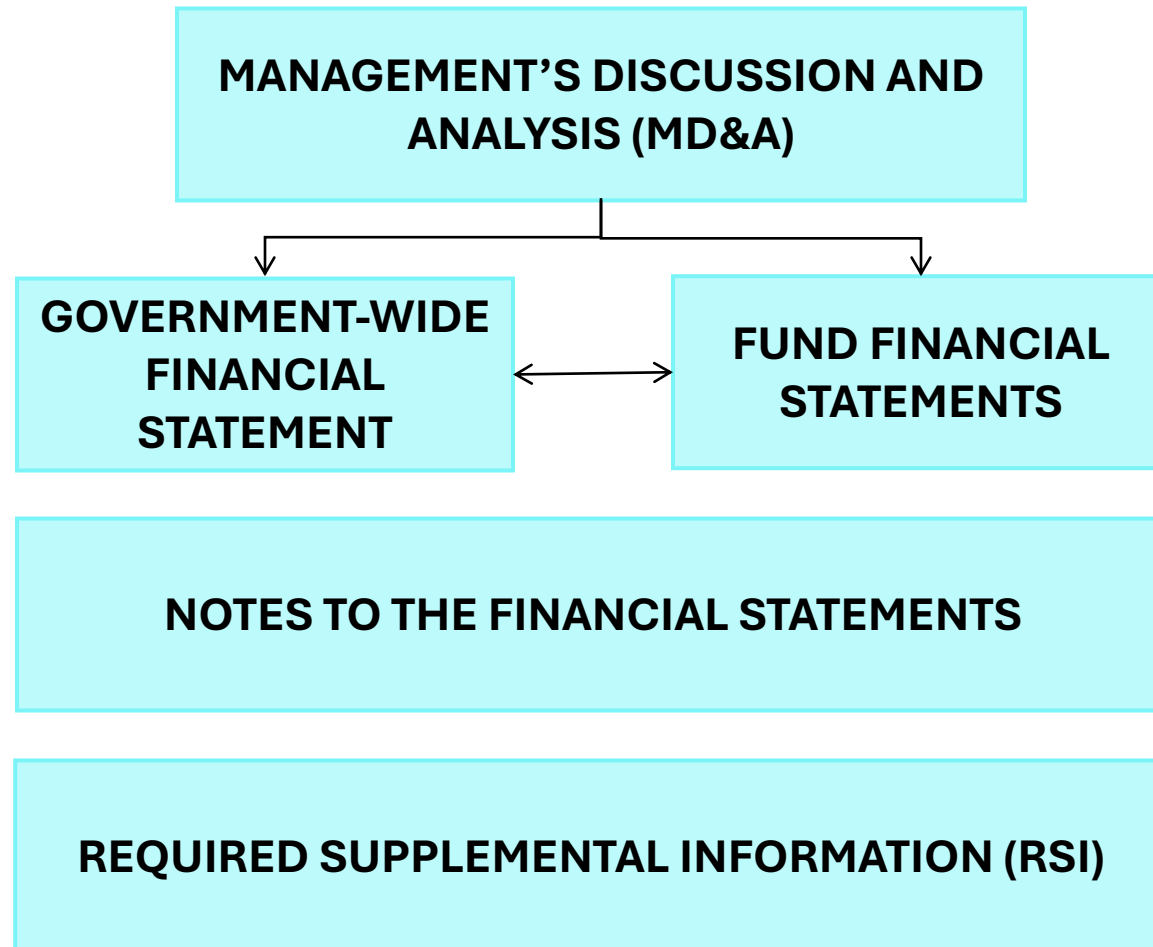 MANAGEMENT’S DISCUSSION AND
ANALYSIS (MD&A)
GOVERNMENT-WIDE
FINANCIAL
STATEMENT
FUND FINANCIAL
STATEMENTS
NOTES TO THE FINANCIAL STATEMENTS
REQUIRED SUPPLEMENTAL INFORMATION (RSI)